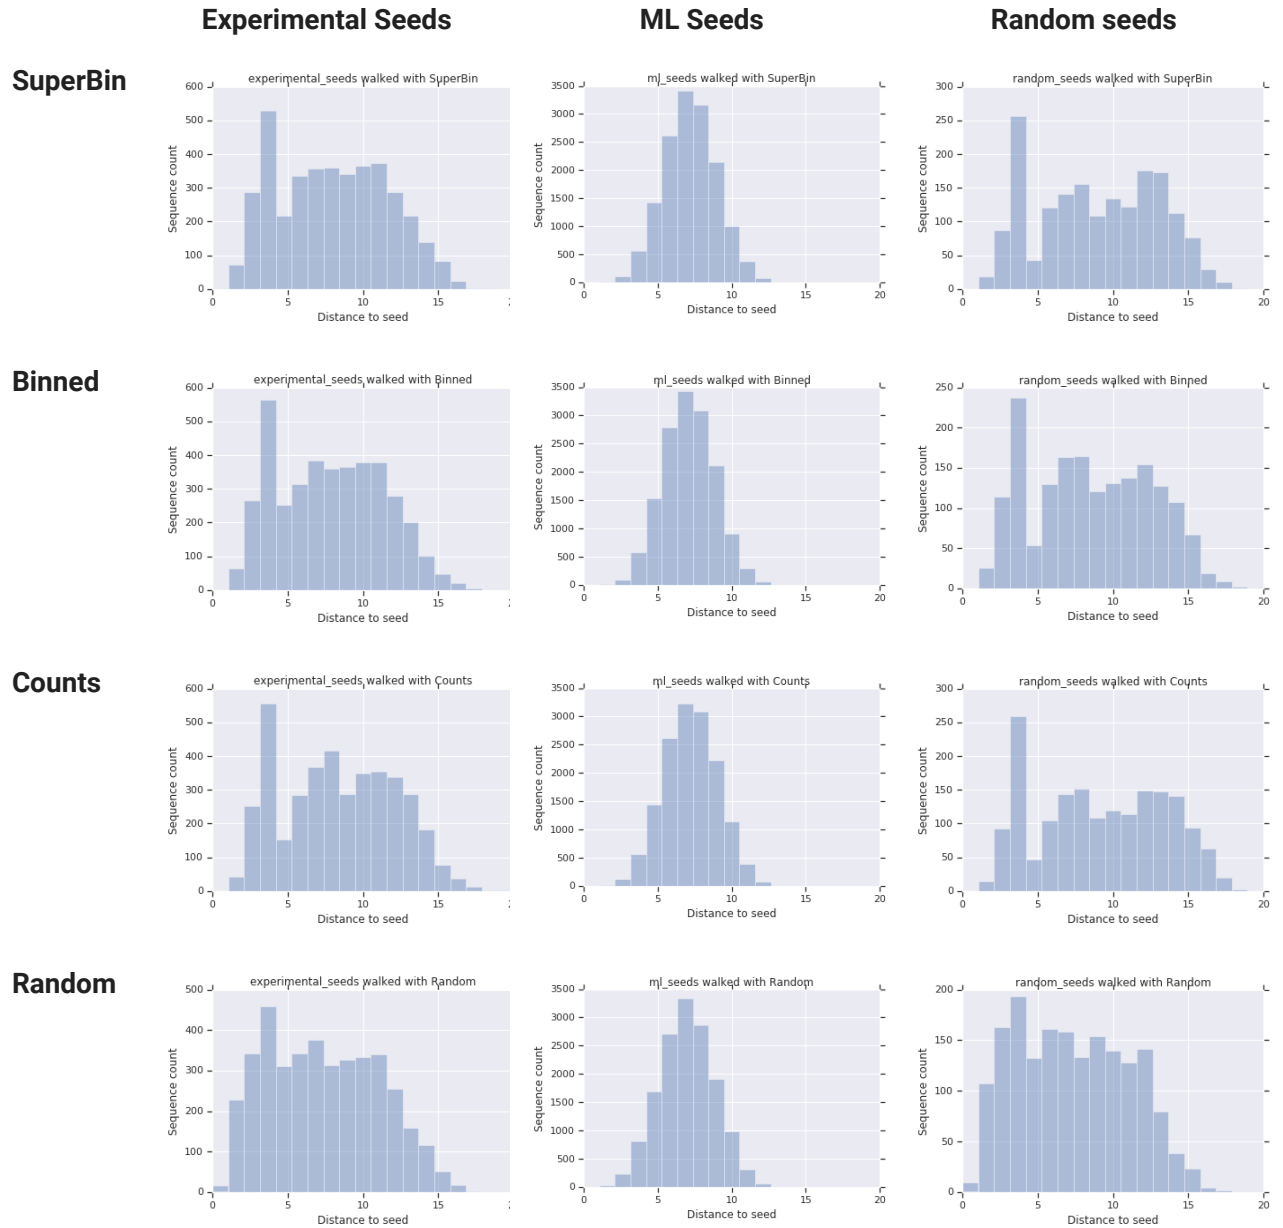 Experimental Seeds ML Seeds Random seeds
SuperBin
experimental_seeds walked with SuperBin
600
500
400
300
200
100
0
Sequence count
0 5 10 15
Distance to seed
ml_seeds walked with SuperBin
3500
3000
2500
2000
1500
1000
500
0
Sequence count
0 5 10 15 20
Distance to seed
random_seeds walked with SuperBin
300
250
200
150
100
50
0
Sequence count
0 5 10 15 20
Distance to seed
Binned
experimental_seeds walked with Binned
600
500
400
300
200
100
0
Sequence count
0 5 10 15
Distance to seed
ml_seeds walked with Binned
3500
3000
2500
2000
1500
1000
500
0
Sequence count
0 5 10 15 20
Distance to seed
random_seeds walked with Binned
250
200
150
100
50
0
Sequence count
0 5 10 15 20
Distance to seed
Counts
experimental_seeds walked with Counts
600
500
400
300
200
100
0
Sequence count
0 5 10 15
Distance to seed
ml_seeds walked with Counts
3500
3000
2500
2000
1500
1000
500
0
Sequence count
0 5 10 15 20
Distance to seed
random_seeds walked with Counts
300
250
200
150
100
50
0
Sequence count
0 5 10 15 20
Distance to seed
Random
experimental_seeds walked with Random
500
400
300
200
100
0
Sequence count
0 5 10 15
Distance to seed
ml_seeds walked with Random
3500
3000
2500
2000
1500
1000
500
0
Sequence count
0 5 10 15 20
Distance to seed
random_seeds walked with Random
200
150
100
50
0
Sequence count
0 5 10 15 20
Distance to seed